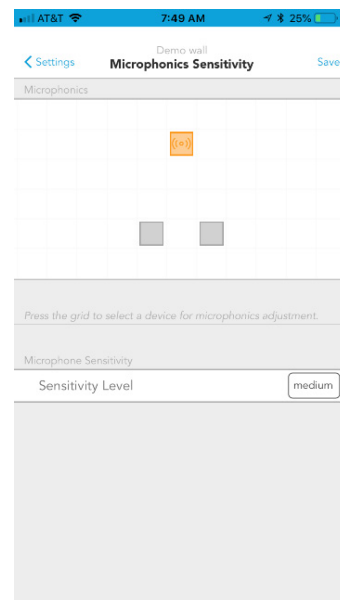 AT&T 7:49 AM 25%
Demo wall
Settings Microphonics Sensitivity Save
Microphonics
Press the grid to select a device for microphonics adjustment.
Microphone Sensitivity
Sensitivity Level medium